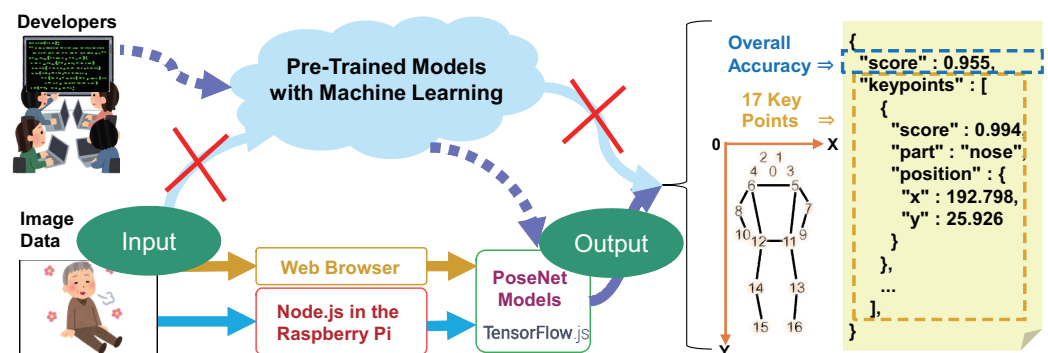 Developers
Pre-Trained Models
with Machine Learning
Image
Data
Input
Output
Web Browser
Node.js in the
Raspberry Pi
PoseNet
Models
TensorFlow.js
Overall
Accuracy ⇒
17 Key
Points ⇒
0
X
Y
2 1
4 0 3
6 5
8 7
10 9
12 11
14 13
15 16
{
"score" : 0.955,
"keypoints" : [
{
"score" : 0.994,
"part" : "nose",
"position" : {
"x" : 192.798,
"y" : 25.926
}
},
...
],
}